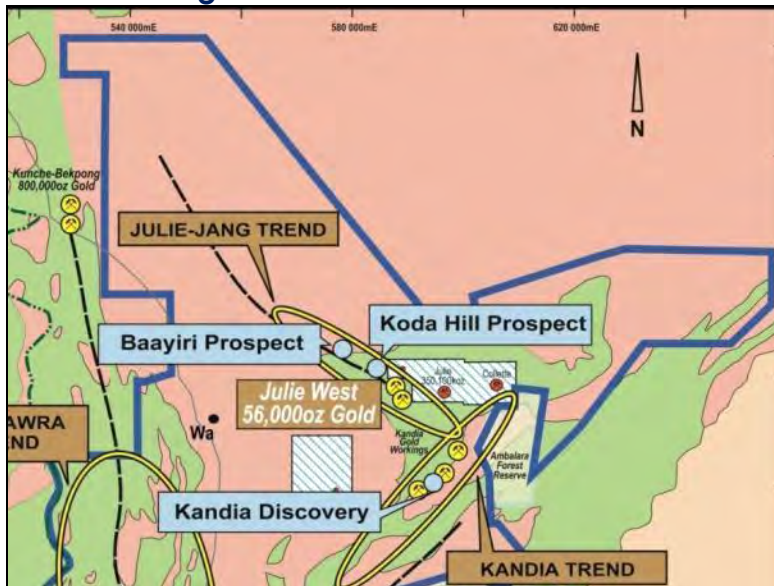 540 000mE
580 000mE
620 000mE
N
Kunche-Bekpong
800,000oz Gold
JULIE-JANG TREND
Baayiri Prospect
Koda Hill Prospect
Julie
Collette
Julie West
56,000oz Gold
Wa
AWRA
END
Kandia
Gold
Workings
Ambalara
Forest
Reserve
Kandia Discovery
KANDIA TREND